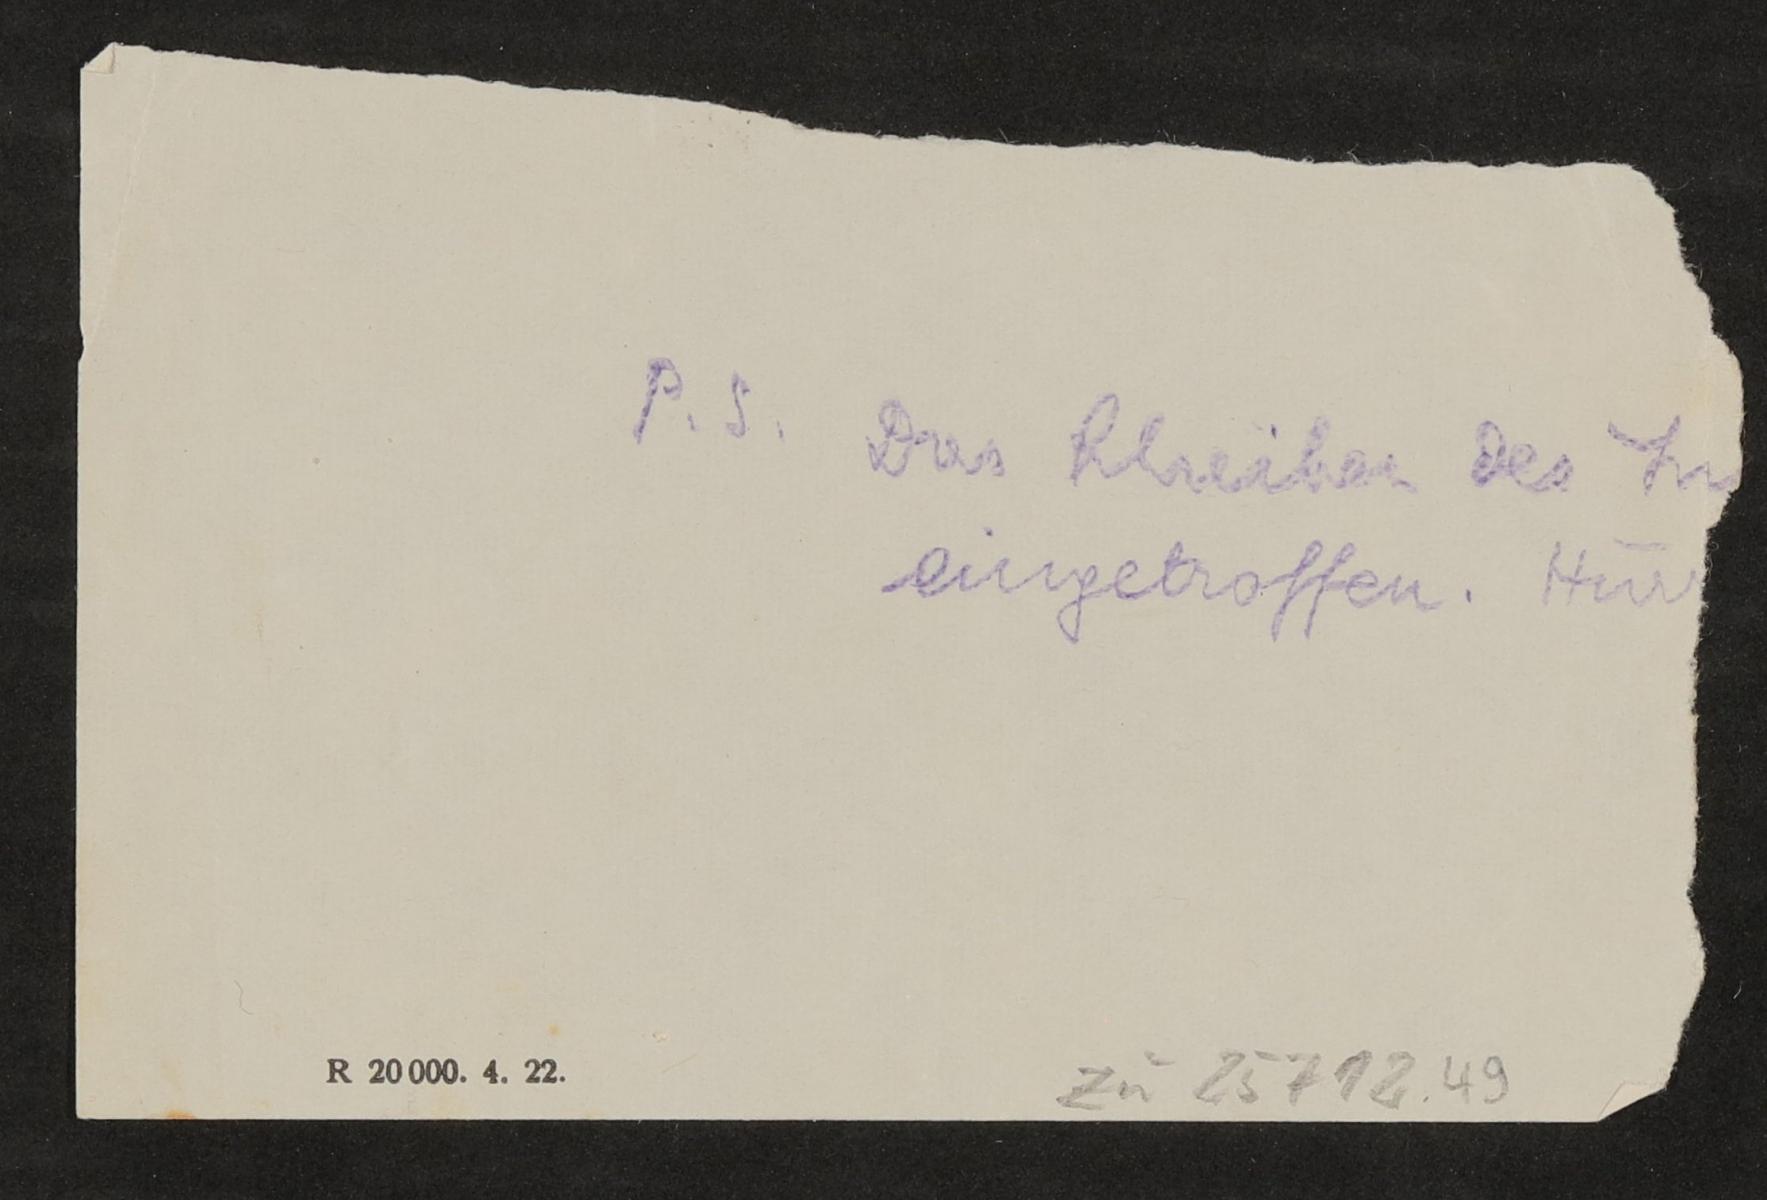 P.S. Das Schreiben des
eingetroffen.
R 20000. 4. 22.
zu 25712.49